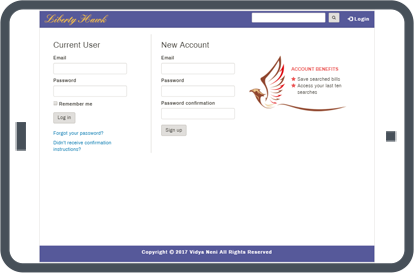 Liberty Hawk
Login
Current User
Email
Password
Remember me
Log in
Forgot your password?
Didn't receive confirmation
instructions?
New Account
Email
Password
Password confirmation
Sign up
ACCOUNT BENEFITS
Save searched bills
Access your last ten
searches
Copyright © 2017 Vidya Neni All Rights Reserved